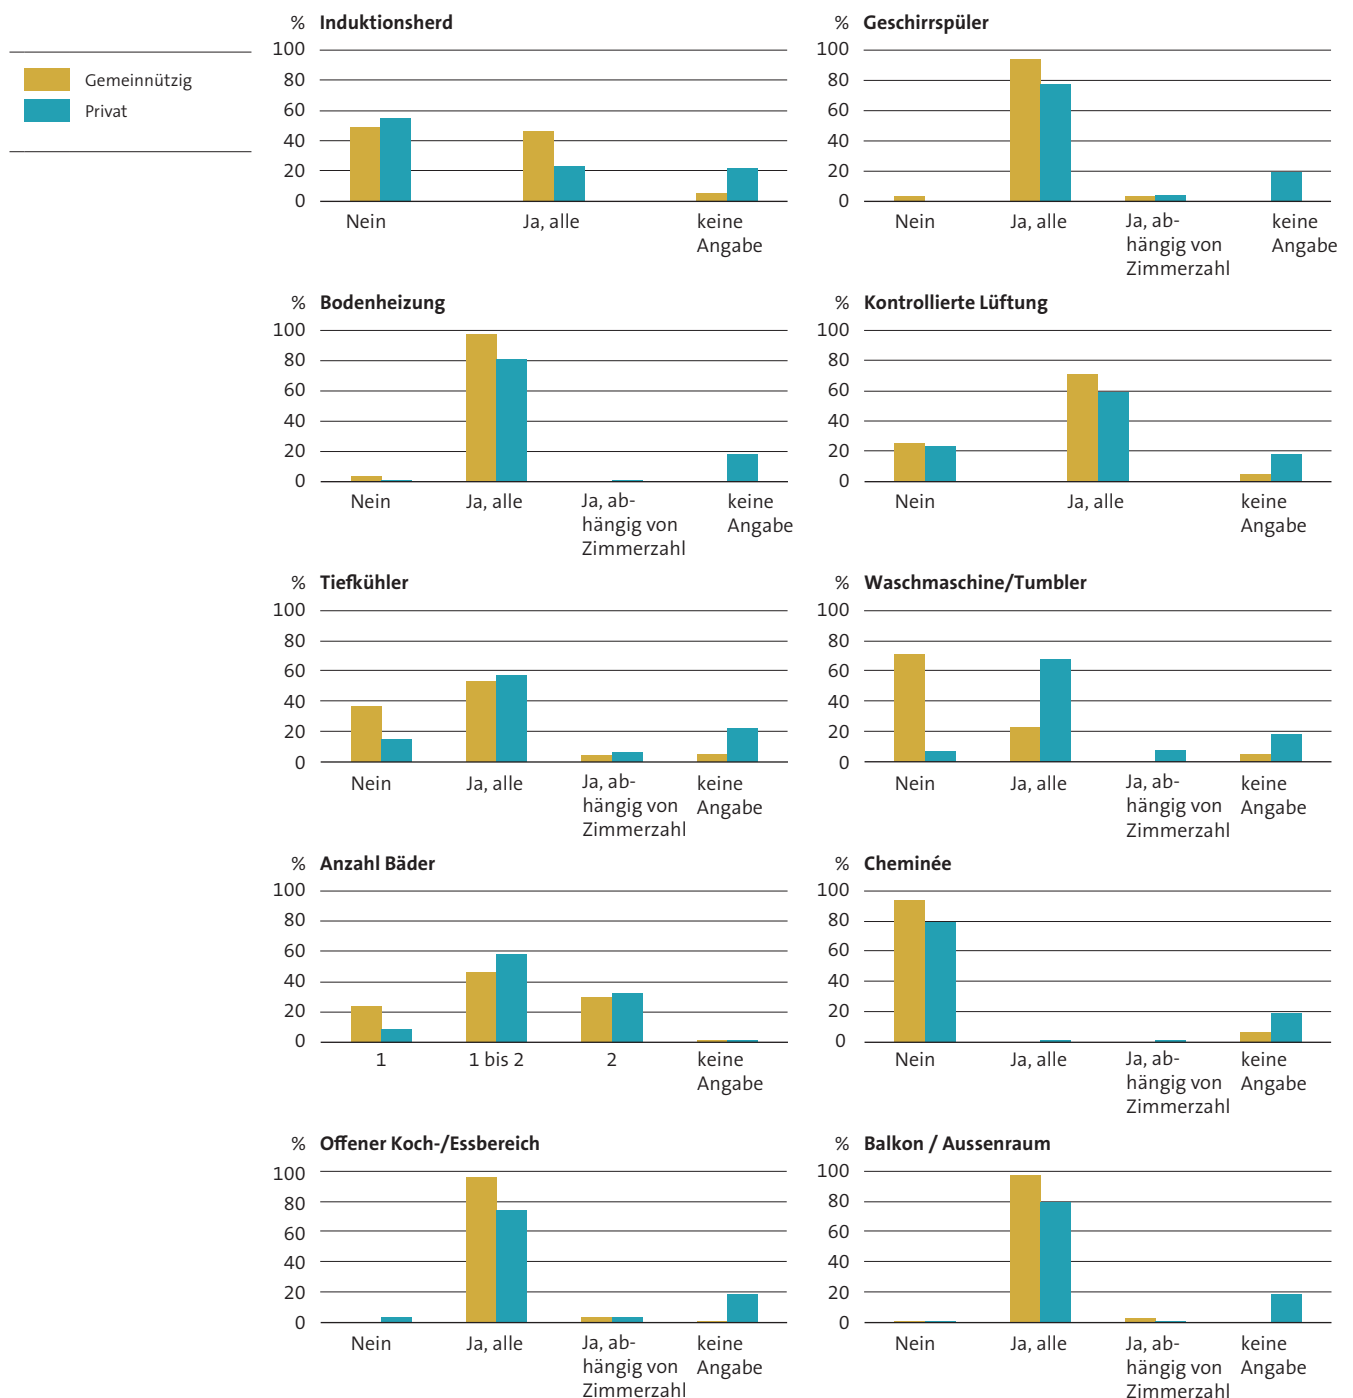 Gemeinnützig
Privat
% Induktionsherd
100
80
60
40
20
0
Nein Ja, alle keine
Angabe
% Geschirrspüler
100
80
60
40
20
0
Nein Ja, alle Ja, ab- keine
hängig von Angabe
Zimmerzahl
% Bodenheizung
100
80
60
40
20
0
Nein Ja, alle Ja, ab- keine
hängig von Angabe
Zimmerzahl
% Kontrollierte Lüftung
100
80
60
40
20
0
Nein Ja, alle keine
Angabe
% Tiefkühler
100
80
60
40
20
0
Nein Ja, alle Ja, ab- keine
hängig von Angabe
Zimmerzahl
% Waschmaschine/Tumbler
100
80
60
40
20
0
Nein Ja, alle Ja, ab- keine
hängig von Angabe
Zimmerzahl
% Anzahl Bäder
100
80
60
40
20
0
1 1 bis 2 2 keine
Angabe
% Cheminée
100
80
60
40
20
0
Nein Ja, alle Ja, ab- keine
hängig von Angabe
Zimmerzahl
% Offener Koch-/Essbereich
100
80
60
40
20
0
Nein Ja, alle Ja, ab- keine
hängig von Angabe
Zimmerzahl
% Balkon / Aussenraum
100
80
60
40
20
0
Nein Ja, alle Ja, ab- keine
hängig von Angabe
Zimmerzahl